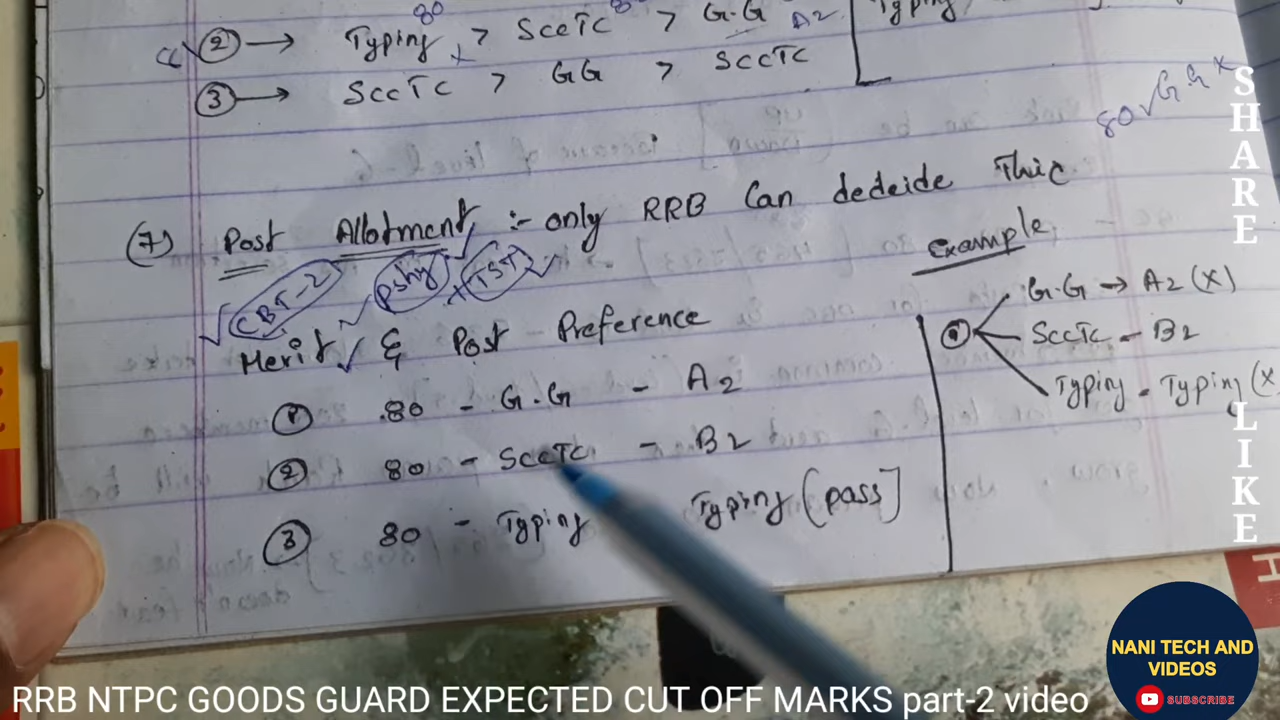 80
② → Typing > SccTC > G.G A2
Typing
③ → SccTC > GG > SccTC
80 ✓ G.G x
(7) Post Allotment :- only RRB Can dedeide This
CBT-2 Pshy + TST
Merit & Post Preference
① 80 - G.G - A2
② 80 - SccTC - B2
③ 80 - Typing Typing (pass]
Example
① G.G → A2 (X)
SccTC - B2
Typing - Typing (X
SHARE
LIKE
NANI TECH AND
VIDEOS
SUBSCRIBE
RRB NTPC GOODS GUARD EXPECTED CUT OFF MARKS part-2 video